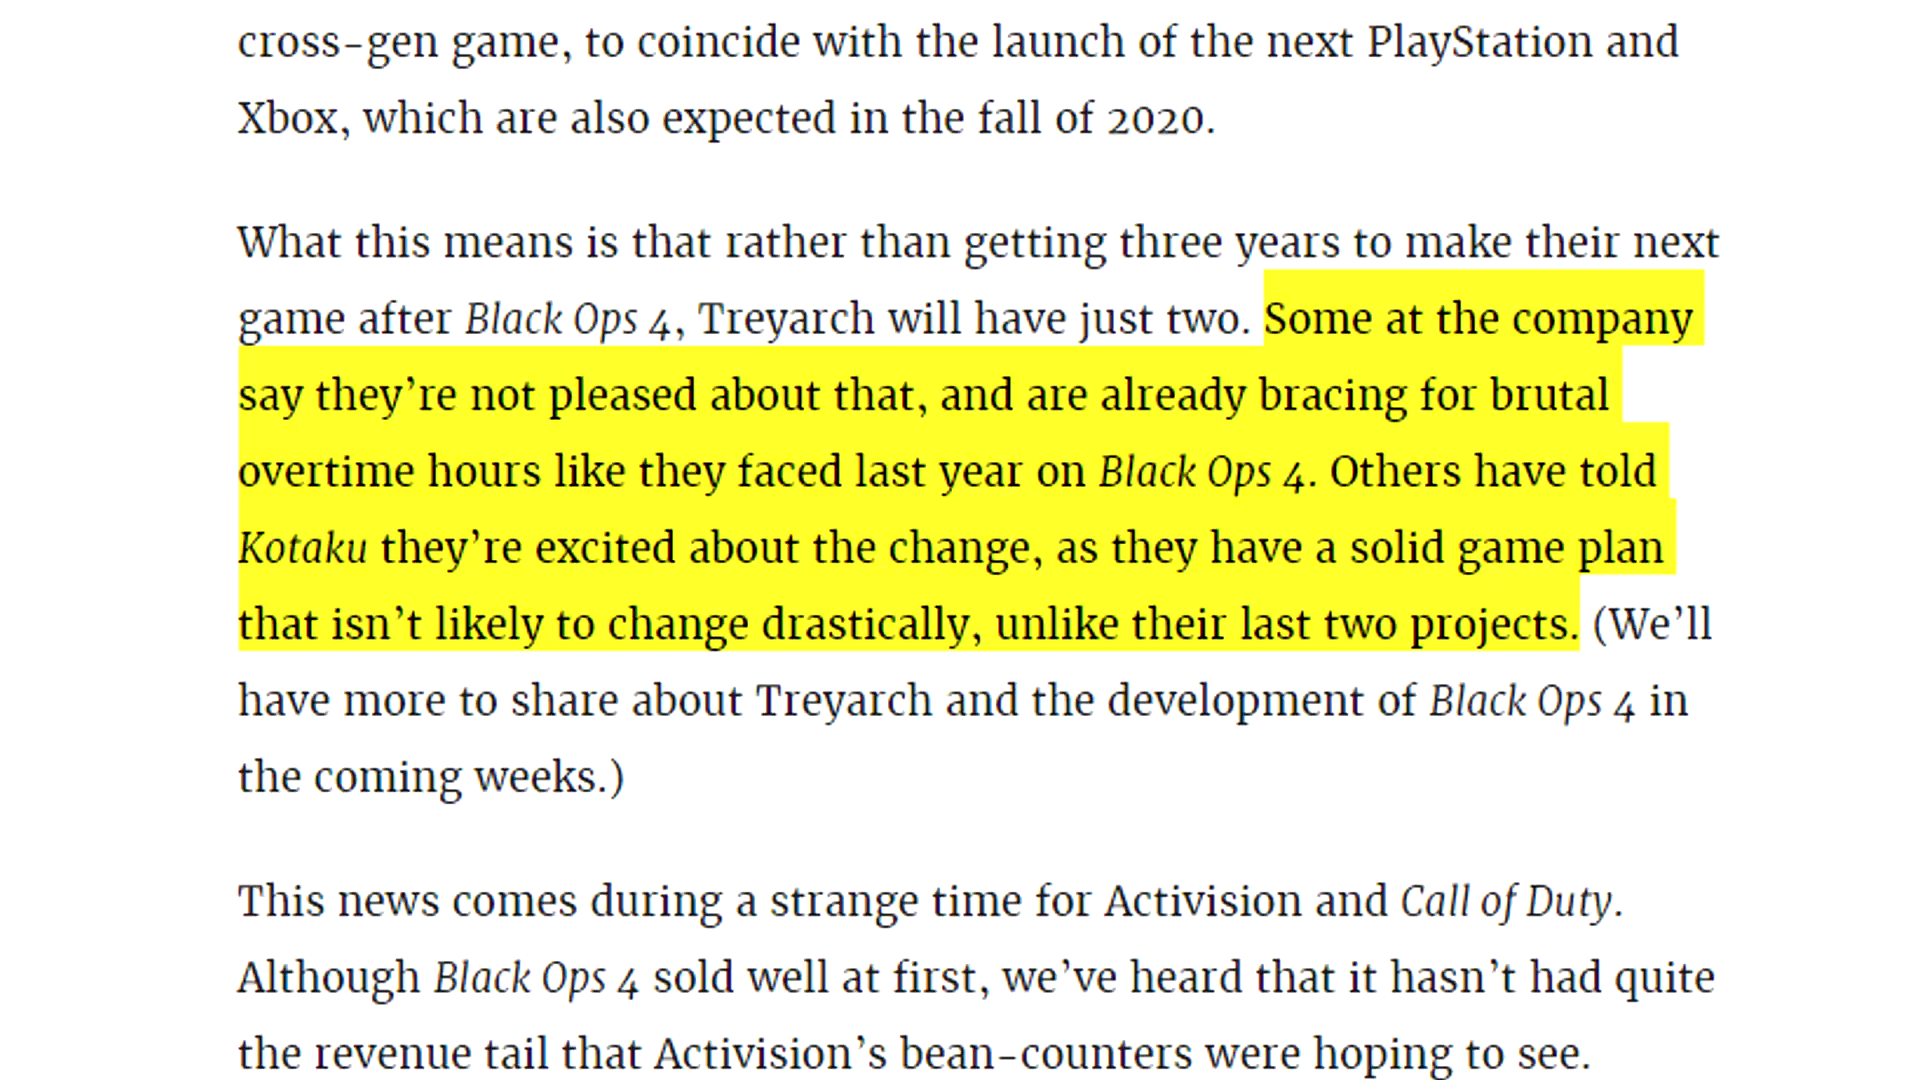 cross-gen game, to coincide with the launch of the next PlayStation and
Xbox, which are also expected in the fall of 2020.
What this means is that rather than getting three years to make their next
game after Black Ops 4, Treyarch will have just two. Some at the company
say they’re not pleased about that, and are already bracing for brutal
overtime hours like they faced last year on Black Ops 4. Others have told
Kotaku they’re excited about the change, as they have a solid game plan
that isn’t likely to change drastically, unlike their last two projects. (We’ll
have more to share about Treyarch and the development of Black Ops 4 in
the coming weeks.)
This news comes during a strange time for Activision and Call of Duty.
Although Black Ops 4 sold well at first, we’ve heard that it hasn’t had quite
the revenue tail that Activision’s bean-counters were hoping to see.